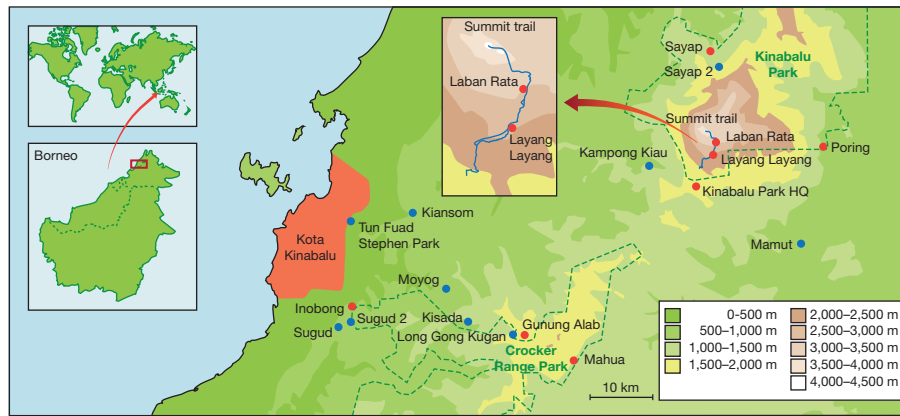 Summit trail
Laban Rata
Layang
Layang
Borneo
Sayap
Sayap 2
Kinabalu
Park
Summit trail
Laban Rata
Layang Layang
Poring
Kampong Kiau
Kinabalu Park HQ
Kiansom
Tun Fuad
Stephen Park
Kota
Kinabalu
Mamut
Moyog
Inobong
Sugud 2
Sugud
Kisada
Long Gong Kugan
Gunung Alab
Crocker
Range Park
Mahua
10 km
0-500 m
500–1,000 m
1,000–1,500 m
1,500–2,000 m
2,000–2,500 m
2,500–3,000 m
3,000–3,500 m
3,500–4,000 m
4,000–4,500 m